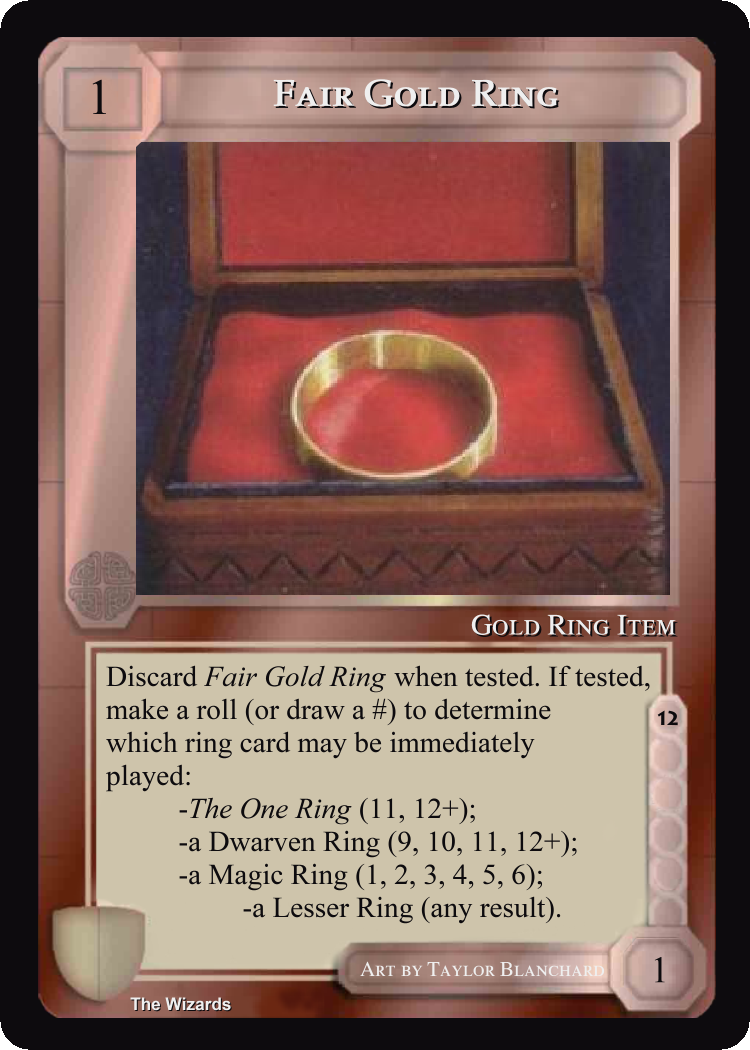 1
FAIR GOLD RING
GOLD RING ITEM
Discard Fair Gold Ring when tested. If tested,
make a roll (or draw a #) to determine
which ring card may be immediately
played:
-The One Ring (11, 12+);
-a Dwarven Ring (9, 10, 11, 12+);
-a Magic Ring (1, 2, 3, 4, 5, 6);
-a Lesser Ring (any result).
12
ART BY TAYLOR BLANCHARD
1
The Wizards